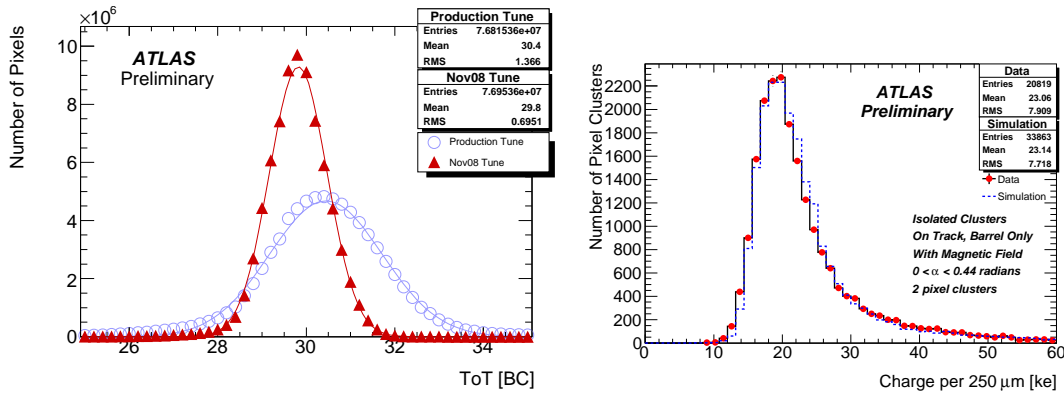 ×10⁶
Production Tune
Entries 7.681536e+07
Mean 30.4
RMS 1.366
Nov08 Tune
Entries 7.69536e+07
Mean 29.8
RMS 0.6951
Production Tune
Nov08 Tune
ATLAS
Preliminary
Number of Pixels
10
8
6
4
2
0
26 28 30 32 34
ToT [BC]
Data
Entries 20819
Mean 23.06
RMS 7.909
Simulation
Entries 33863
Mean 23.14
RMS 7.718
Data
Simulation
ATLAS
Preliminary
Isolated Clusters
On Track, Barrel Only
With Magnetic Field
0 < α < 0.44 radians
2 pixel clusters
Number of Pixel Clusters
2200
2000
1800
1600
1400
1200
1000
800
600
400
200
0
0 10 20 30 40 50 60
Charge per 250 μm [ke]